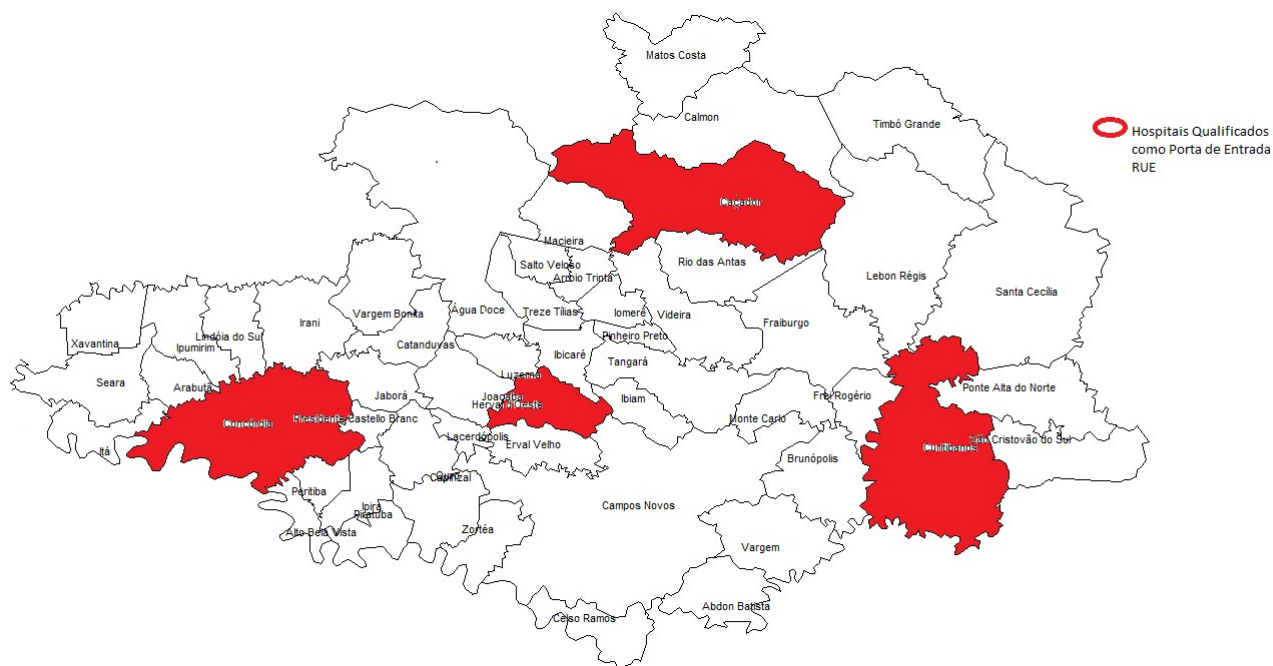 Matos Costa
Calmon
Timbó Grande
Hospitais Qualificados
como Porta de Entrada
RUE
Caçador
Macieira
Salto Veloso
Rio das Antas
Arroio Trinta
Lebon Régis
Santa Cecília
Irani
Vargem Bonita
Água Doce
Treze Tílias
Iomerê
Videira
Fraiburgo
Xavantina
Lindóia do Sul
Ipumirim
Catanduvas
Pinheiro Preto
Ibicaré
Tangará
Seara
Arabutã
Luzerna
Jaborá
Joaçaba
Herval d'Oeste
Ibiam
Frei Rogério
Ponte Alta do Norte
Concórdia
Presidente Castello Branc
Monte Carlo
Lacerdópolis
Erval Velho
São Cristovão do Sul
Curitibanos
Itá
Brunópolis
Ouro
Capinzal
Peritiba
Ipira
Piratuba
Campos Novos
Alto Bela Vista
Zortéa
Vargem
Abdon Batista
Celso Ramos